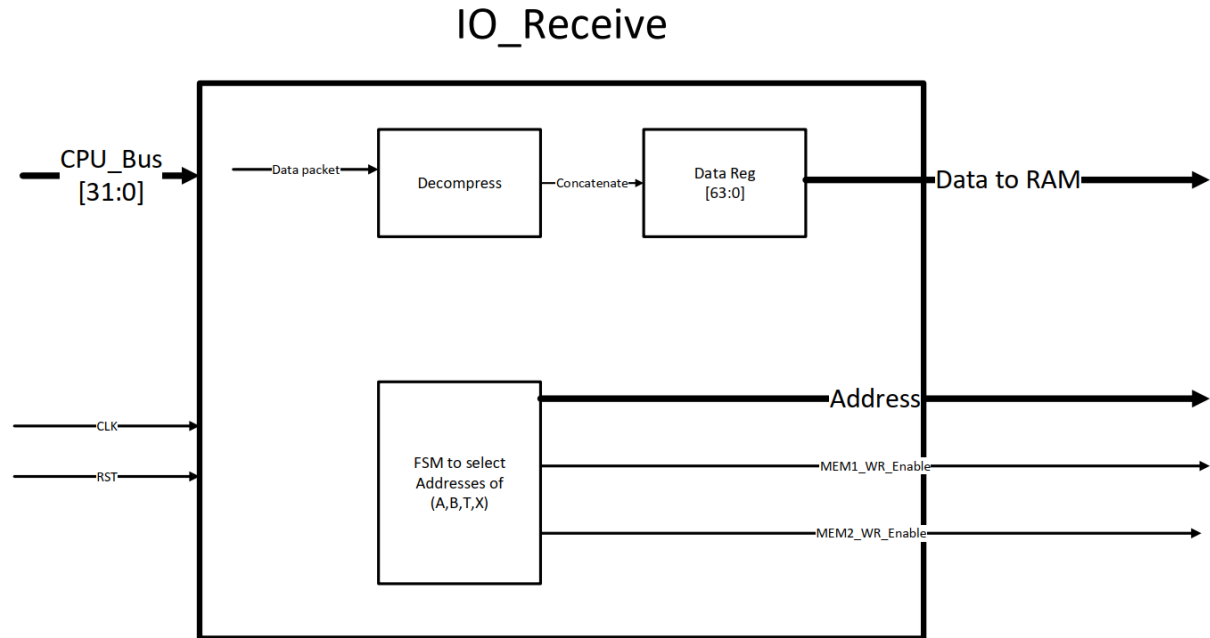 IO_Receive
CPU_Bus
[31:0]
Data packet
Decompress
Concatenate
Data Reg
[63:0]
Data to RAM
CLK
RST
FSM to select
Addresses of
(A,B,T,X)
Address
MEM1_WR_Enable
MEM2_WR_Enable